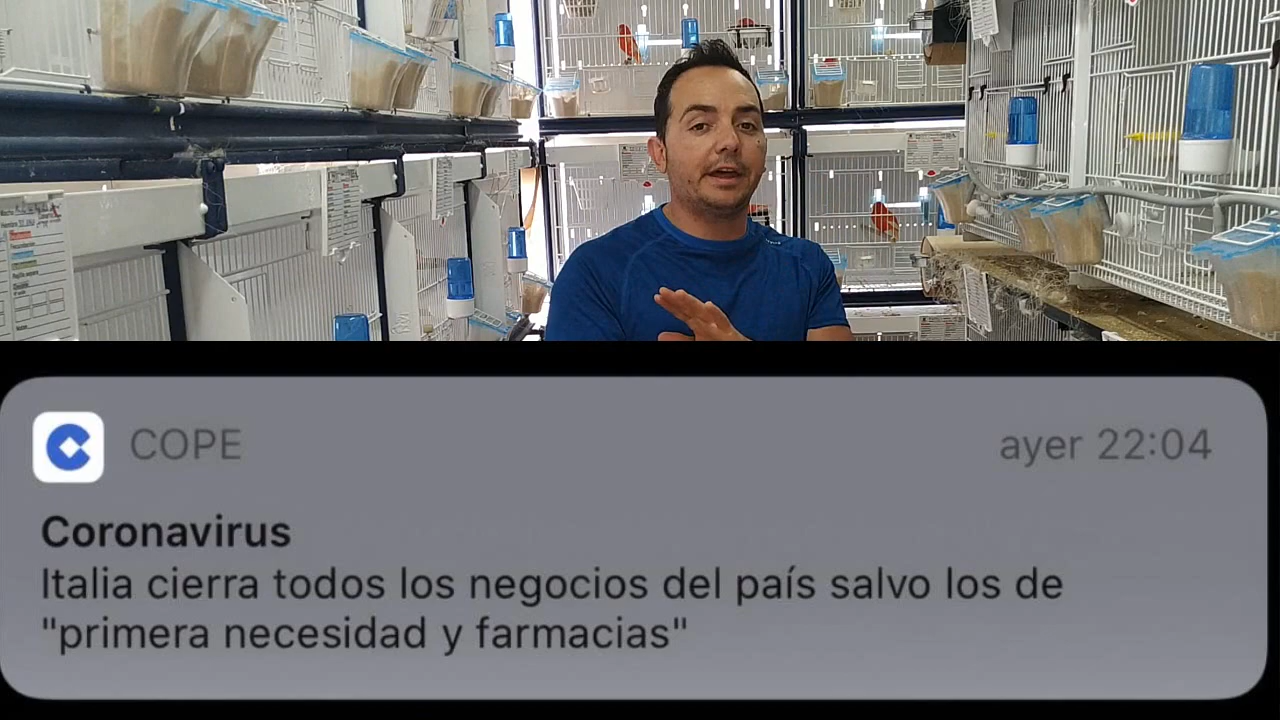 COPE
ayer 22:04
Coronavirus
Italia cierra todos los negocios del país salvo los de
"primera necesidad y farmacias"